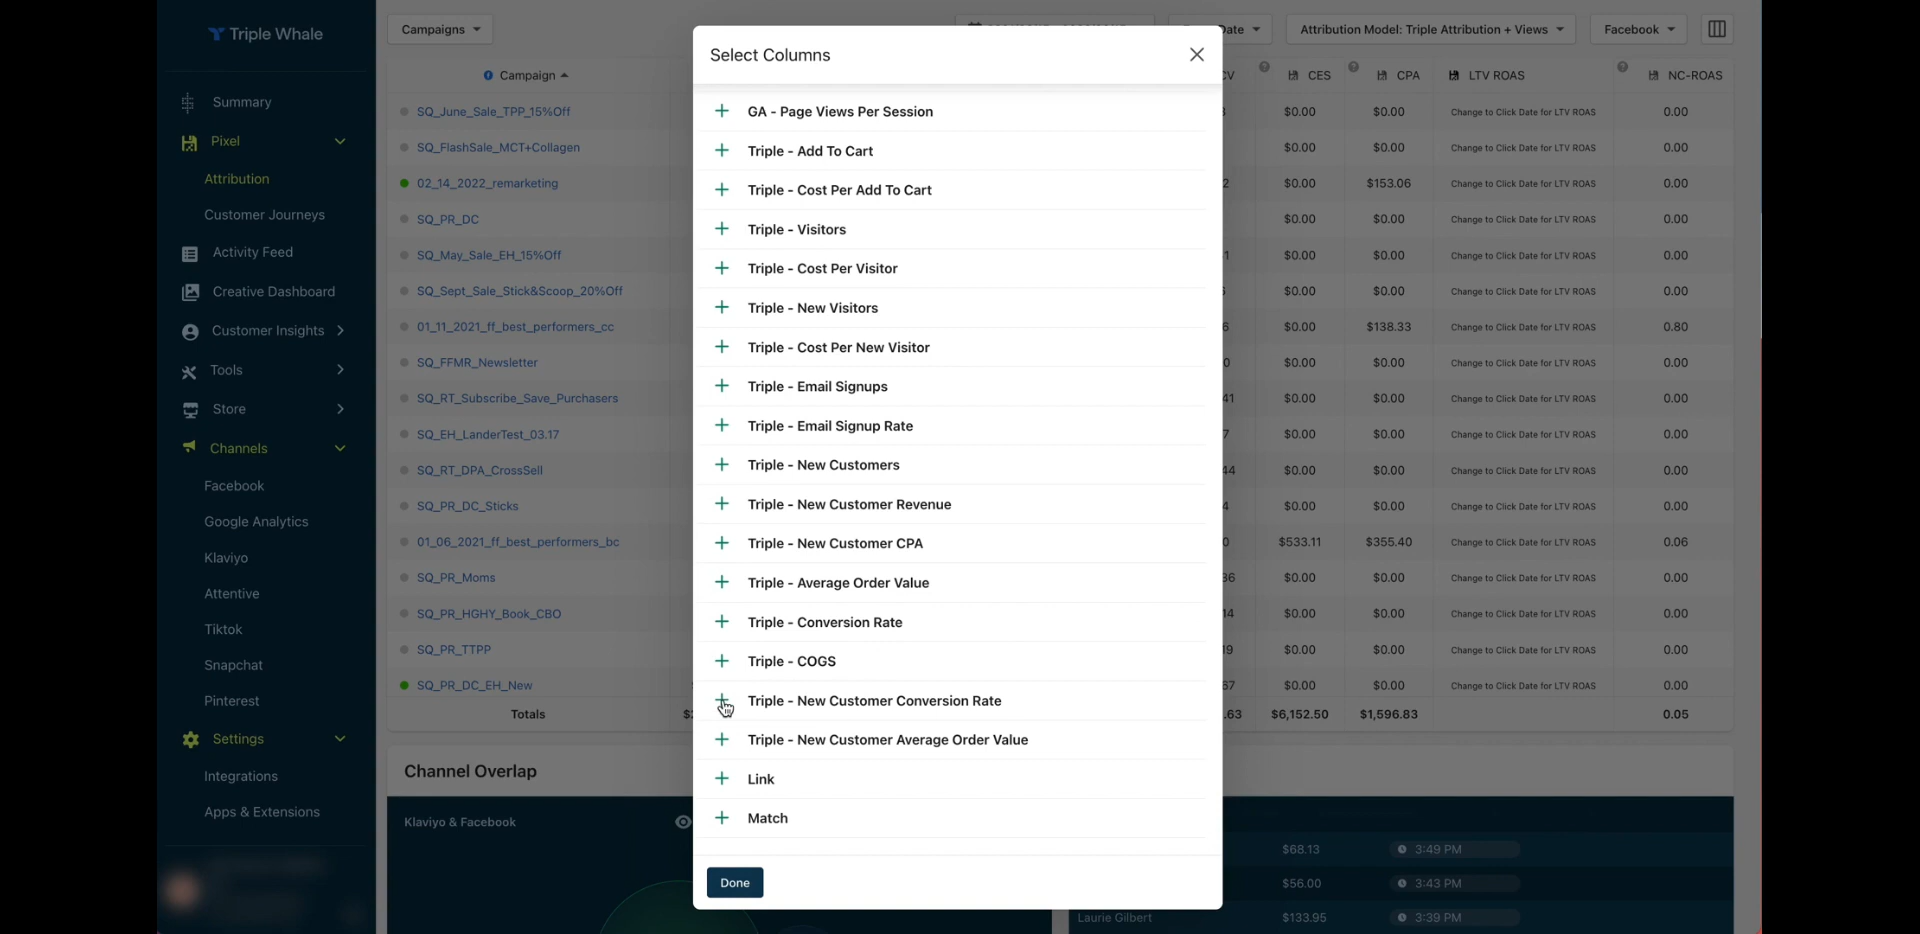 Triple Whale
Summary
Pixel
Attribution
Customer Journeys
Activity Feed
Creative Dashboard
Customer Insights
Tools
Store
Channels
Facebook
Google Analytics
Klaviyo
Attentive
Tiktok
Snapchat
Pinterest
Settings
Integrations
Apps & Extensions
Campaigns
Date
Attribution Model: Triple Attribution + Views
Facebook
Campaign
CV
CES
CPA
LTV ROAS
NC-ROAS
SQ_June_Sale_TPP_15%Off
$0.00 $0.00 Change to Click Date for LTV ROAS 0.00
SQ_FlashSale_MCT+Collagen
$0.00 $0.00 Change to Click Date for LTV ROAS 0.00
02_14_2022_remarketing
2 $0.00 $153.06 Change to Click Date for LTV ROAS 0.00
SQ_PR_DC
$0.00 $0.00 Change to Click Date for LTV ROAS 0.00
SQ_May_Sale_EH_15%Off
$0.00 $0.00 Change to Click Date for LTV ROAS 0.00
SQ_Sept_Sale_Stick&Scoop_20%Off
$0.00 $0.00 Change to Click Date for LTV ROAS 0.00
01_11_2021_ff_best_performers_cc
6 $0.00 $138.33 Change to Click Date for LTV ROAS 0.80
SQ_FFMR_Newsletter
0 $0.00 $0.00 Change to Click Date for LTV ROAS 0.00
SQ_RT_Subscribe_Save_Purchasers
41 $0.00 $0.00 Change to Click Date for LTV ROAS 0.00
SQ_EH_LanderTest_03.17
7 $0.00 $0.00 Change to Click Date for LTV ROAS 0.00
SQ_RT_DPA_CrossSell
44 $0.00 $0.00 Change to Click Date for LTV ROAS 0.00
SQ_PR_DC_Sticks
4 $0.00 $0.00 Change to Click Date for LTV ROAS 0.00
01_06_2021_ff_best_performers_bc
0 $533.11 $355.40 Change to Click Date for LTV ROAS 0.06
SQ_PR_Moms
36 $0.00 $0.00 Change to Click Date for LTV ROAS 0.00
SQ_PR_HGHY_Book_CBO
14 $0.00 $0.00 Change to Click Date for LTV ROAS 0.00
SQ_PR_TTPP
19 $0.00 $0.00 Change to Click Date for LTV ROAS 0.00
SQ_PR_DC_EH_New
67 $0.00 $0.00 Change to Click Date for LTV ROAS 0.00
Totals
.63 $6,152.50 $1,596.83 0.05
Channel Overlap
Klaviyo & Facebook
$68.13 3:49 PM
$56.00 3:43 PM
Laurie Gilbert $133.95 3:39 PM
Select Columns
GA - Page Views Per Session
Triple - Add To Cart
Triple - Cost Per Add To Cart
Triple - Visitors
Triple - Cost Per Visitor
Triple - New Visitors
Triple - Cost Per New Visitor
Triple - Email Signups
Triple - Email Signup Rate
Triple - New Customers
Triple - New Customer Revenue
Triple - New Customer CPA
Triple - Average Order Value
Triple - Conversion Rate
Triple - COGS
Triple - New Customer Conversion Rate
Triple - New Customer Average Order Value
Link
Match
Done